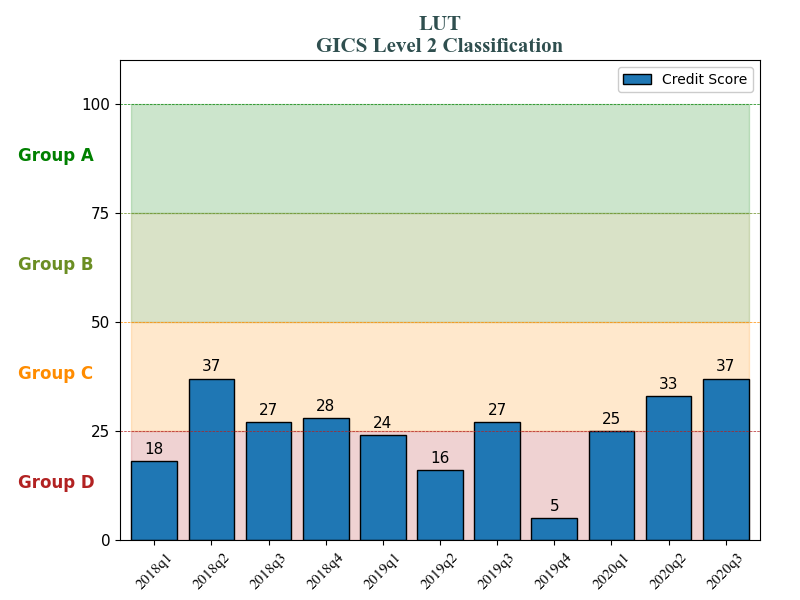 LUT
GICS Level 2 Classification
Credit Score
100
Group A
75
Group B
50
Group C
25
Group D
0
18
37
27
28
24
16
27
5
25
33
37
2018q1
2018q2
2018q3
2018q4
2019q1
2019q2
2019q3
2019q4
2020q1
2020q2
2020q3